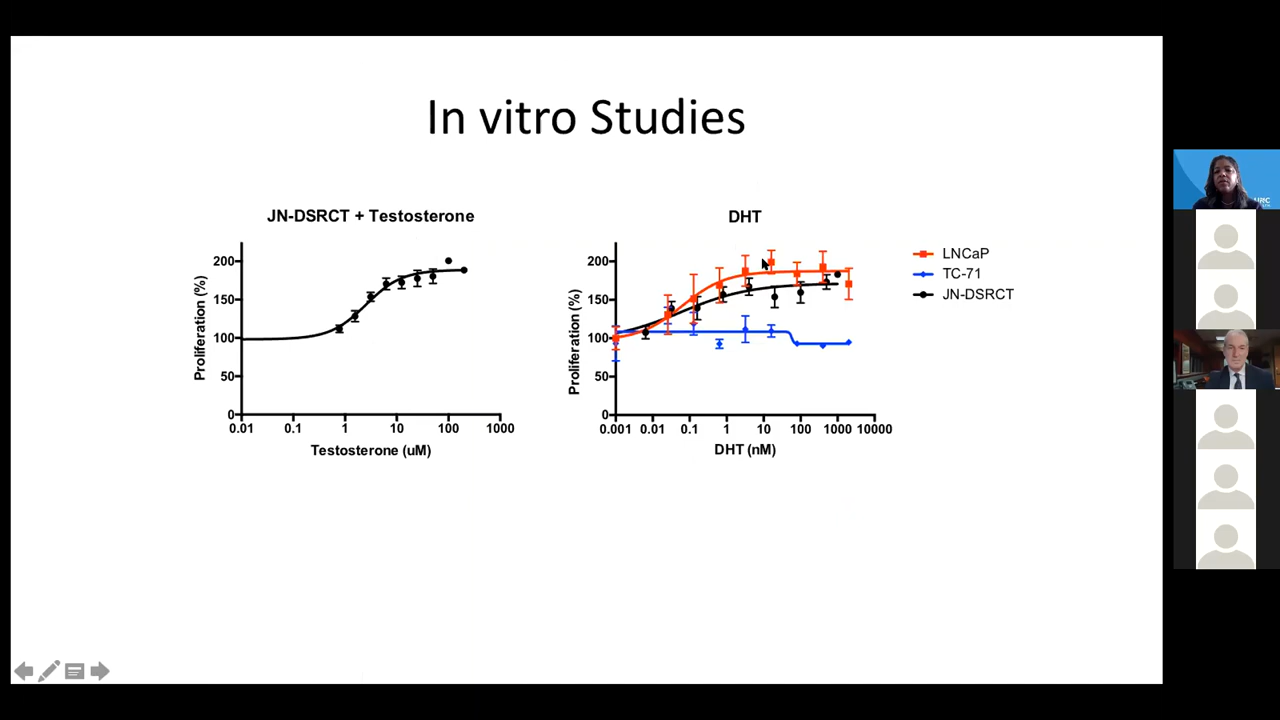 In vitro Studies
JN-DSRCT + Testosterone
Proliferation (%)
200
150
100
50
0
0.01 0.1 1 10 100 1000
Testosterone (uM)
DHT
Proliferation (%)
200
150
100
50
0
0.001 0.01 0.1 1 10 100 1000 10000
DHT (nM)
LNCaP
TC-71
JN-DSRCT